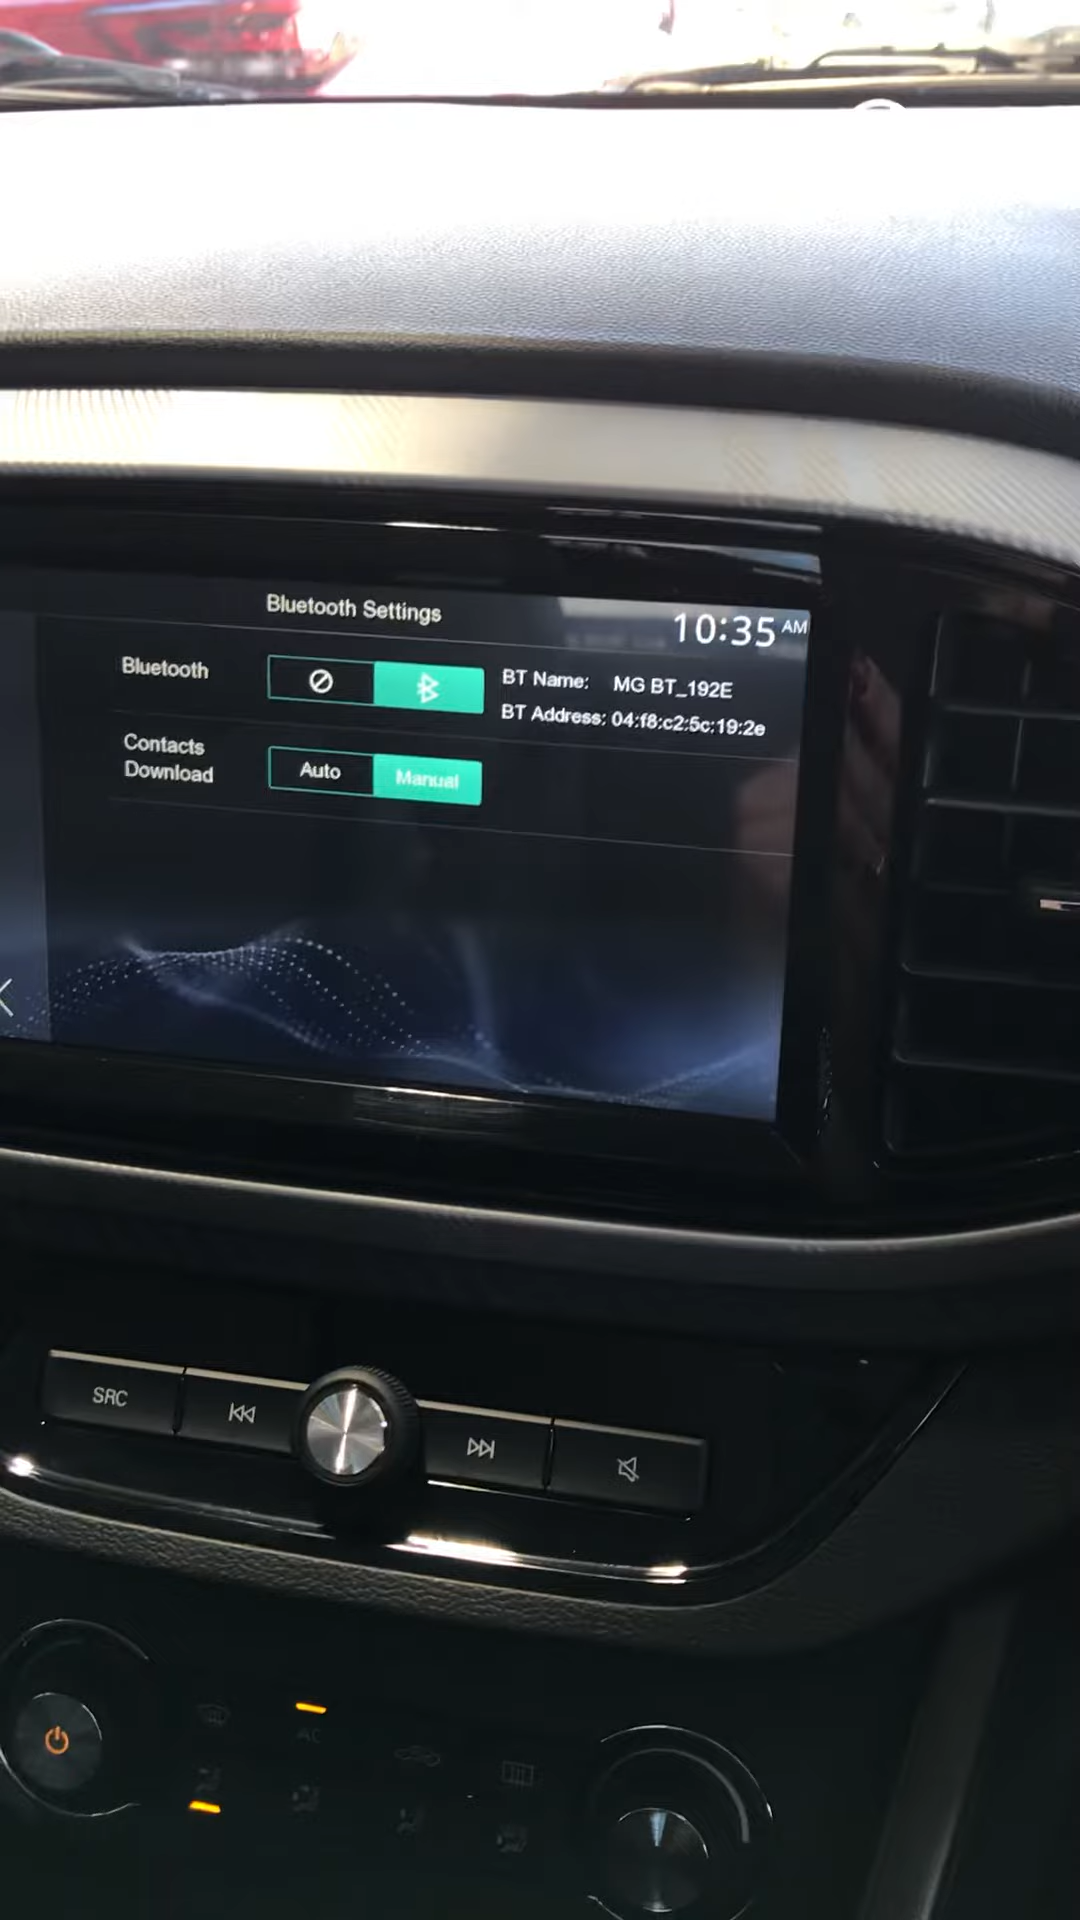 Bluetooth Settings
10:35 AM
Bluetooth
BT Name: MG BT_192E
BT Address: 04:f8:c2:5c:19:2e
Contacts
Download
Auto
Manual
SRC
AC